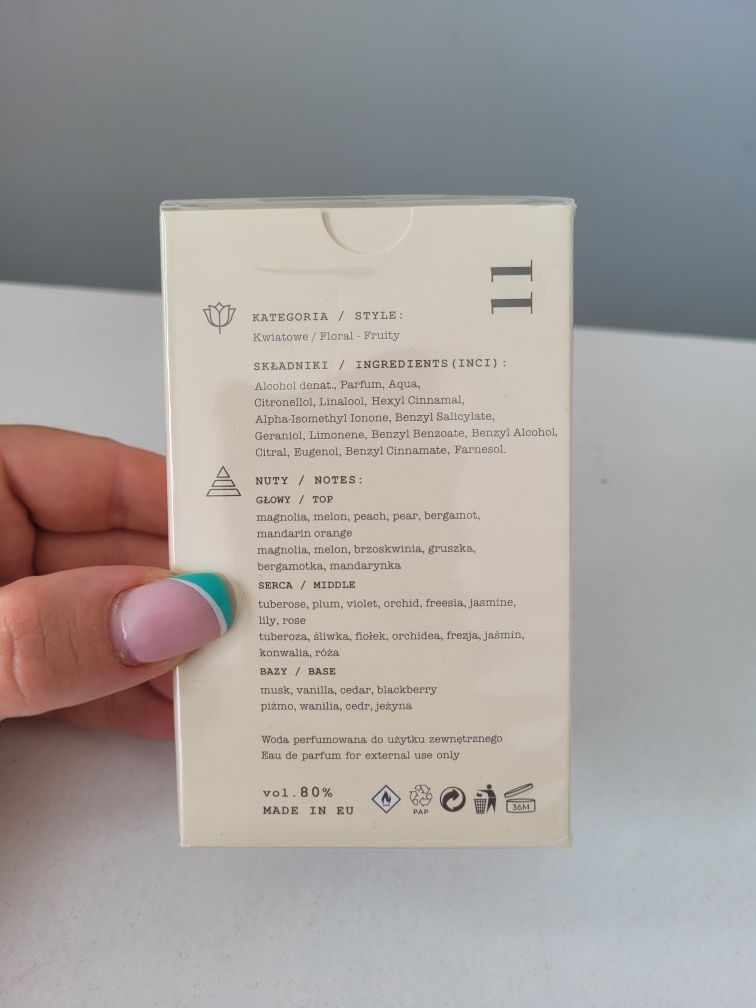 11
KATEGORIA / STYLE:
Kwiatowe / Floral - Fruity
SKŁADNIKI / INGREDIENTS(INCI):
Alcohol denat., Parfum, Aqua,
Citronellol, Linalool, Hexyl Cinnamal,
Alpha-Isomethyl Ionone, Benzyl Salicylate,
Geraniol, Limonene, Benzyl Benzoate, Benzyl Alcohol,
Citral, Eugenol, Benzyl Cinnamate, Farnesol.
NUTY / NOTES:
GŁOWY / TOP
magnolia, melon, peach, pear, bergamot,
mandarin orange
magnolia, melon, brzoskwinia, gruszka,
bergamotka, mandarynka
SERCA / MIDDLE
tuberose, plum, violet, orchid, freesia, jasmine,
lily, rose
tuberoza, śliwka, fiołek, orchidea, frezja, jaśmin,
konwalia, róża
BAZY / BASE
musk, vanilla, cedar, blackberry
piżmo, wanilia, cedr, jeżyna
Woda perfumowana do użytku zewnętrznego
Eau de parfum for external use only
vol.80%
MADE IN EU
PAP
36M